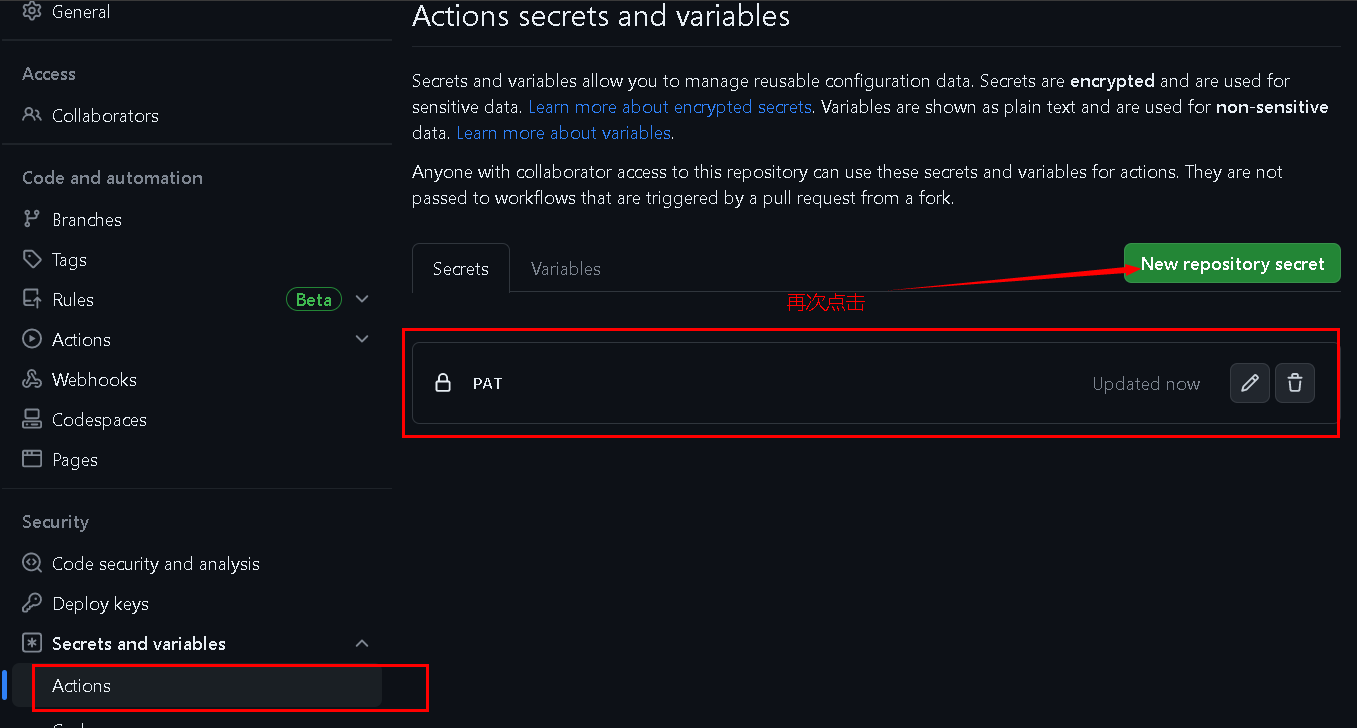 General
Access
Collaborators
Code and automation
Branches
Tags
Rules
Beta
Actions
Webhooks
Codespaces
Pages
Security
Code security and analysis
Deploy keys
Secrets and variables
Actions
Actions secrets and variables
Secrets and variables allow you to manage reusable configuration data. Secrets are encrypted and are used for
sensitive data. Learn more about encrypted secrets. Variables are shown as plain text and are used for non-sensitive
data. Learn more about variables.
Anyone with collaborator access to this repository can use these secrets and variables for actions. They are not
passed to workflows that are triggered by a pull request from a fork.
Secrets
Variables
New repository secret
再次点击
PAT
Updated now